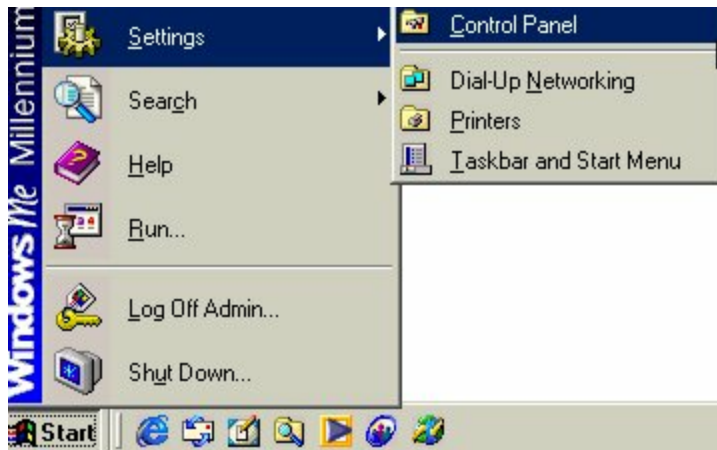 Windows Me Millennium
Settings
Search
Help
Run...
Log Off Admin...
Shut Down...
Control Panel
Dial-Up Networking
Printers
Taskbar and Start Menu
Start